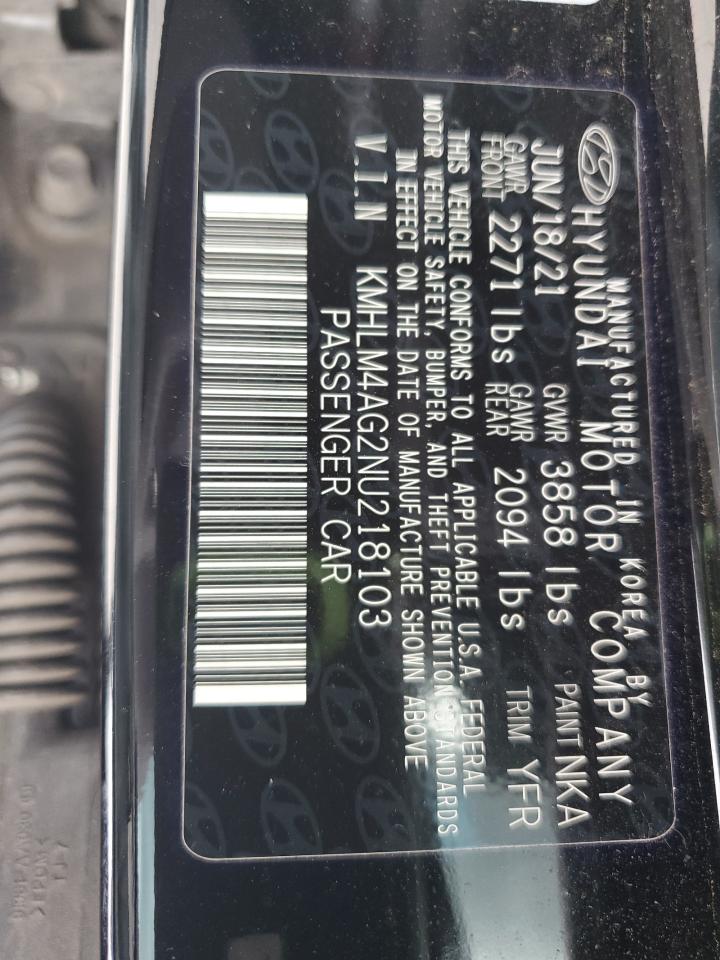 MANUFACTURED IN KOREA BY
HYUNDAI MOTOR COMPANY
JUN/18/21 GVWR 3858 lbs PAINT NKA
GAWR FRONT 2271 lbs GAWR REAR 2094 lbs TRIM YFR
THIS VEHICLE CONFORMS TO ALL APPLICABLE U.S.A FEDERAL
MOTOR VEHICLE SAFETY, BUMPER, AND THEFT PREVENTION STANDARDS
IN EFFECT ON THE DATE OF MANUFACTURE SHOWN ABOVE
V.I.N KMHLM4AG2NU218103
PASSENGER CAR